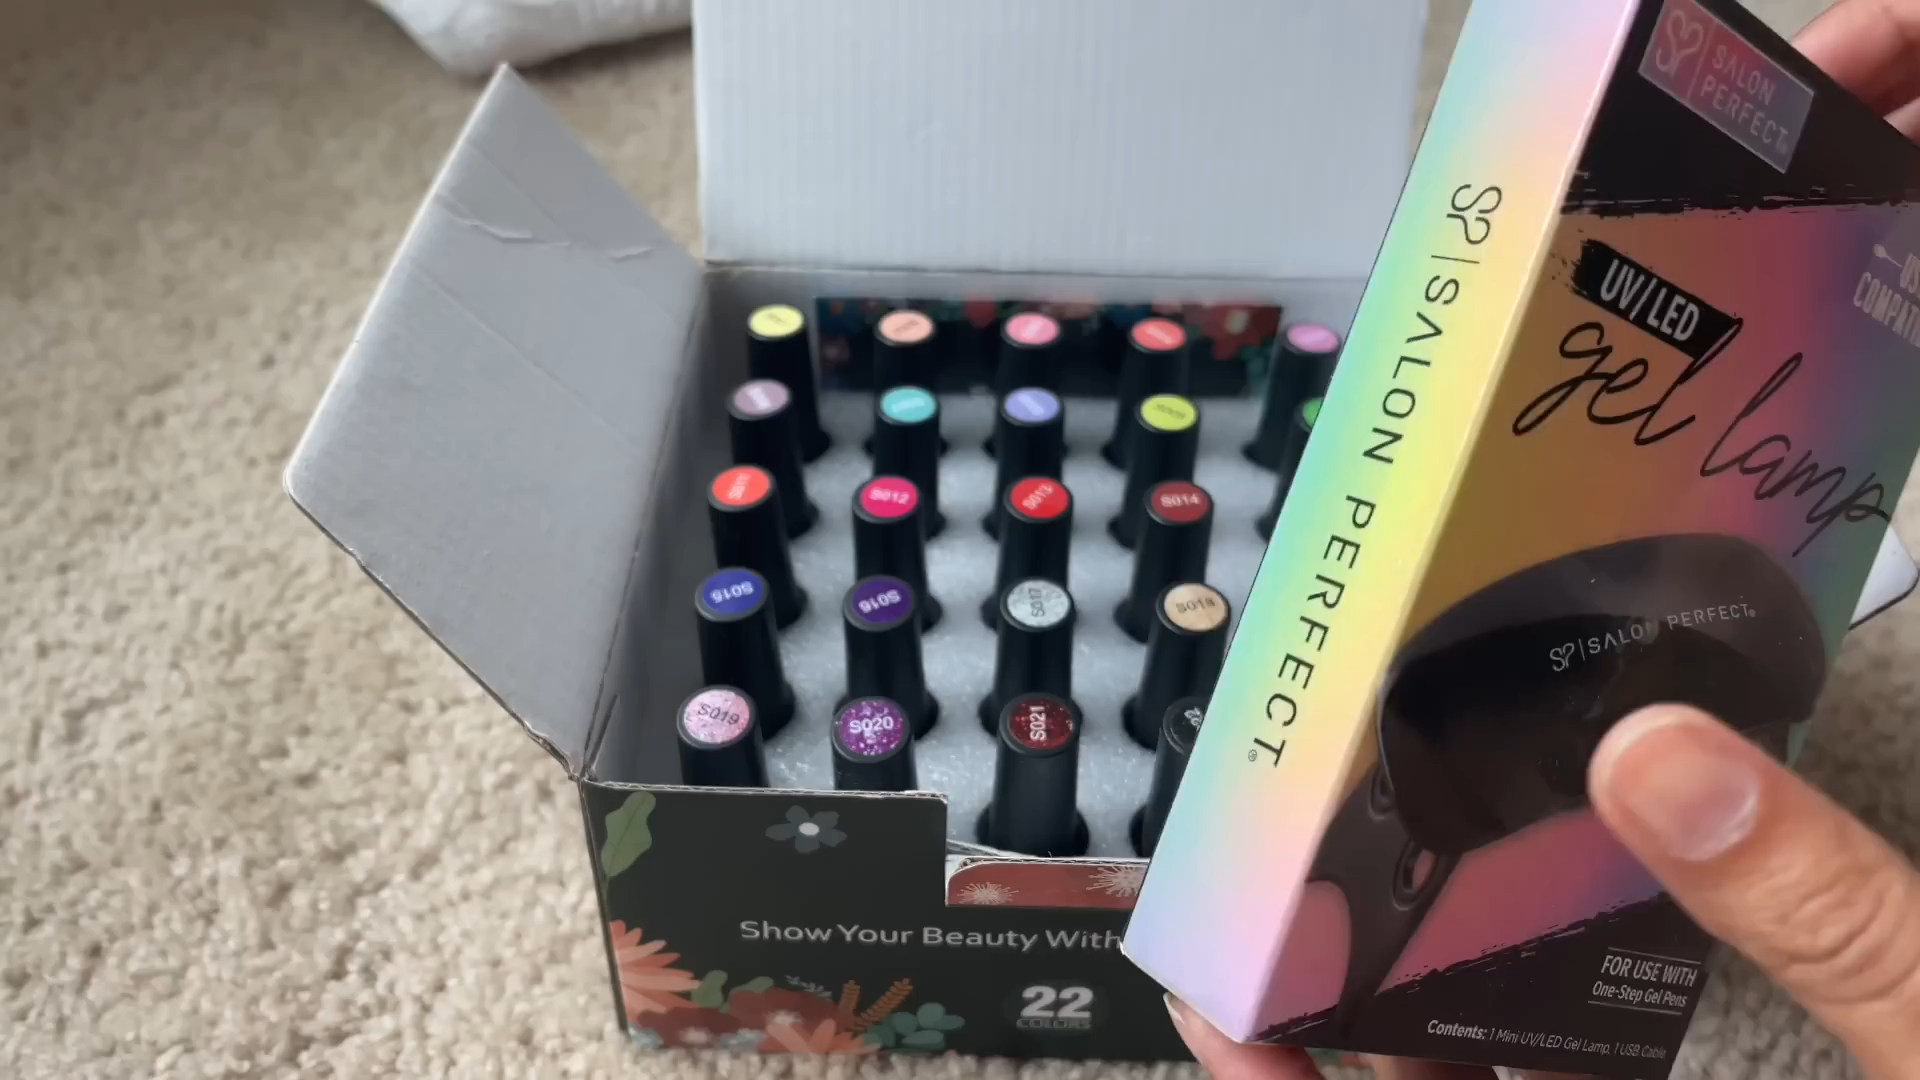 SP | SALON
PERFECT®
SP | SALON PERFECT®
UV/LED
gel lamp
SP | SALON PERFECT®
FOR USE WITH
One-Step Gel Pens
Contents: 1 Mini UV/LED Gel Lamp, 1 USB Cable
S011
S012
S013
S014
S015
S016
S017
S018
S019
S020
S021
Show Your Beauty With
22
COLORS